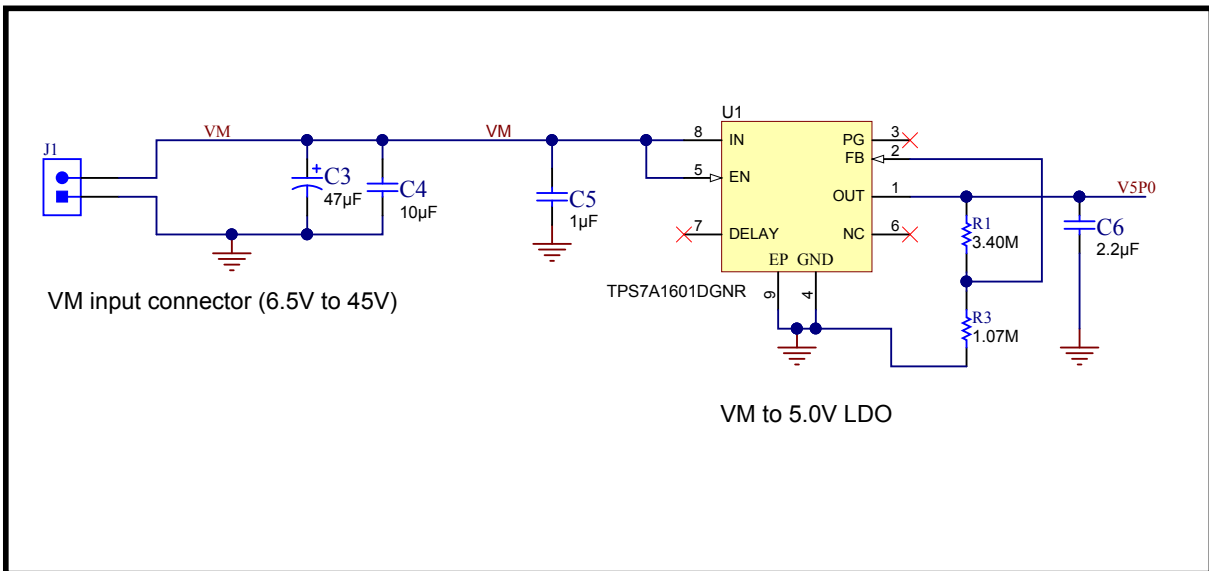 U1
VM
VM
8
IN
PG
3
FB
2
J1
C3
+
47µF
C4
10µF
5
EN
C5
1µF
OUT
1
V5P0
R1
3.40M
C6
2.2µF
7
DELAY
NC
6
EP GND
9
4
TPS7A1601DGNR
R3
1.07M
VM input connector (6.5V to 45V)
VM to 5.0V LDO